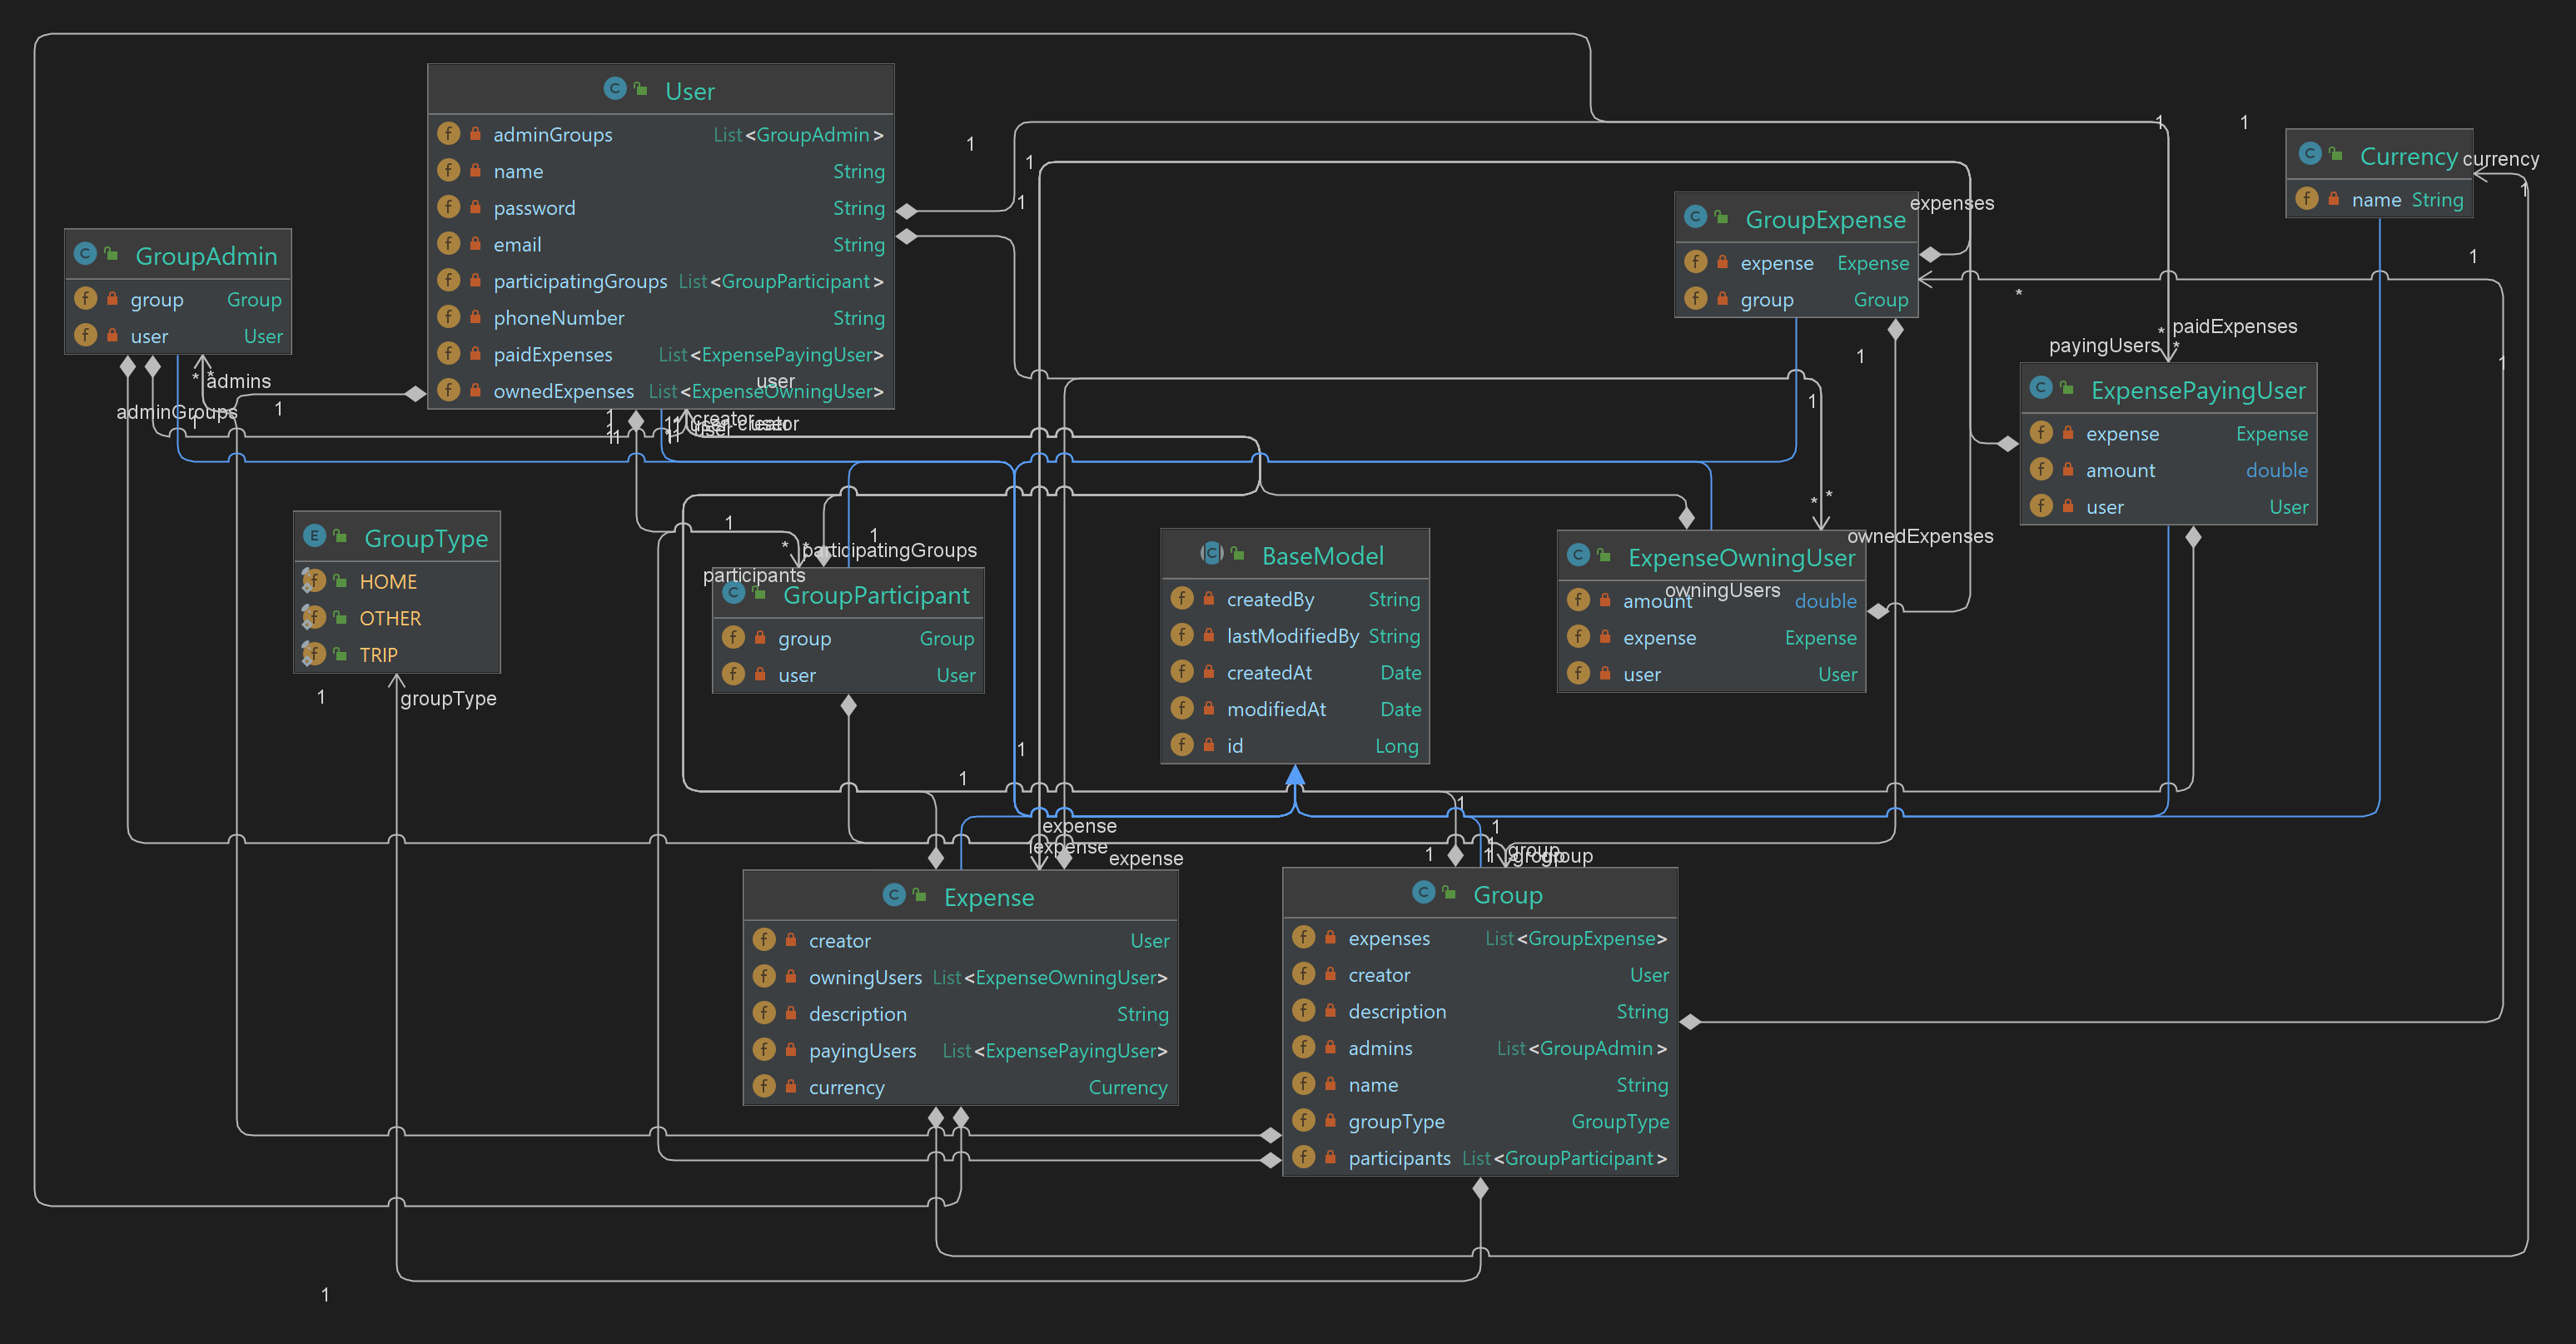 User
adminGroups List<GroupAdmin>
name String
password String
email String
participatingGroups List<GroupParticipant>
phoneNumber String
paidExpenses List<ExpensePayingUser>
ownedExpenses List<ExpenseOwningUser>
user
GroupAdmin
group Group
user User
* * admins
adminGroups
1
1
1
1
1
1
1
1
Currency currency
name String
1
GroupExpense
expenses
expense Expense
group Group
*
1
1
1
1
* paidExpenses
payingUsers *
ExpensePayingUser
expense Expense
amount double
user User
1
11
11
creator
user creator
GroupType
HOME
OTHER
TRIP
1
groupType
1
1
* * participatingGroups
participants
GroupParticipant
group Group
user User
BaseModel
createdBy String
lastModifiedBy String
createdAt Date
modifiedAt Date
id Long
* *
ownedExpenses
ExpenseOwningUser
owningUsers
amount double
expense Expense
user User
1
1
1
1
expense
expense
expense
1
1
group
group
Expense
creator User
owningUsers List<ExpenseOwningUser>
description String
payingUsers List<ExpensePayingUser>
currency Currency
Group
expenses List<GroupExpense>
creator User
description String
admins List<GroupAdmin>
name String
groupType GroupType
participants List<GroupParticipant>
1